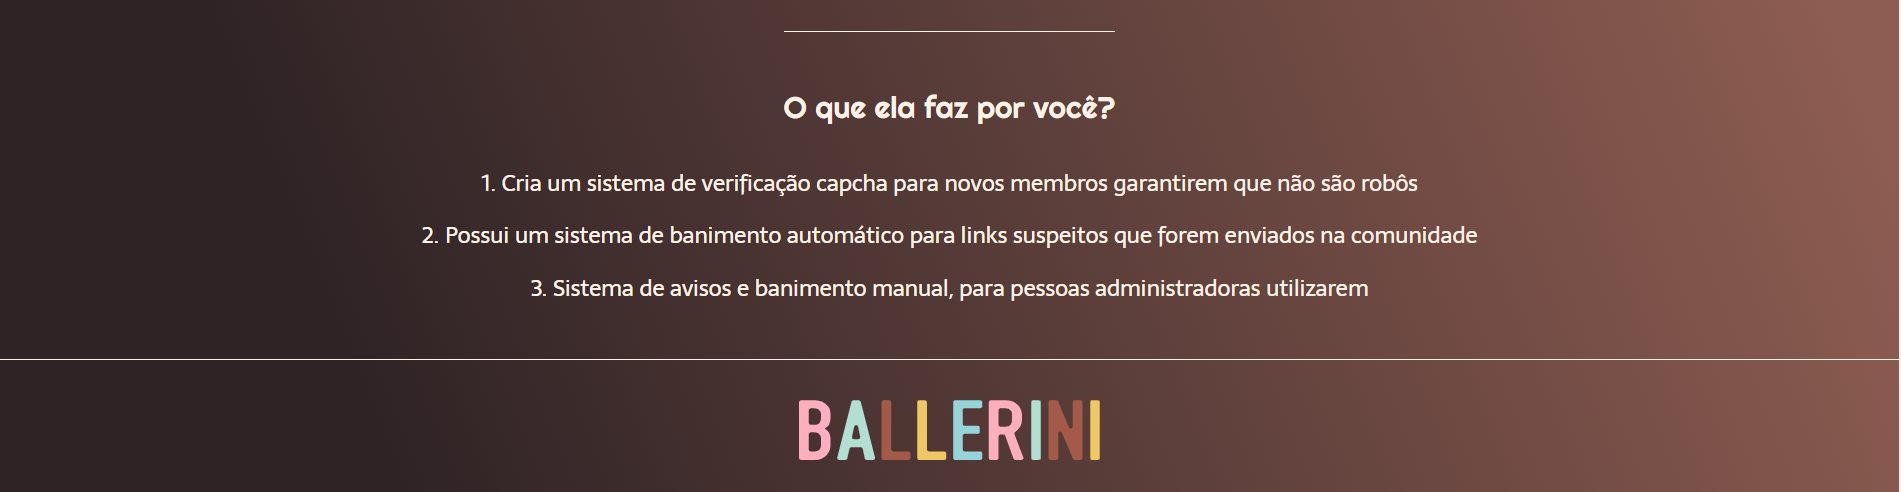 O que ela faz por você?
1. Cria um sistema de verificação capcha para novos membros garantirem que não são robôs
2. Possui um sistema de banimento automático para links suspeitos que forem enviados na comunidade
3. Sistema de avisos e banimento manual, para pessoas administradoras utilizarem
BALLERINI